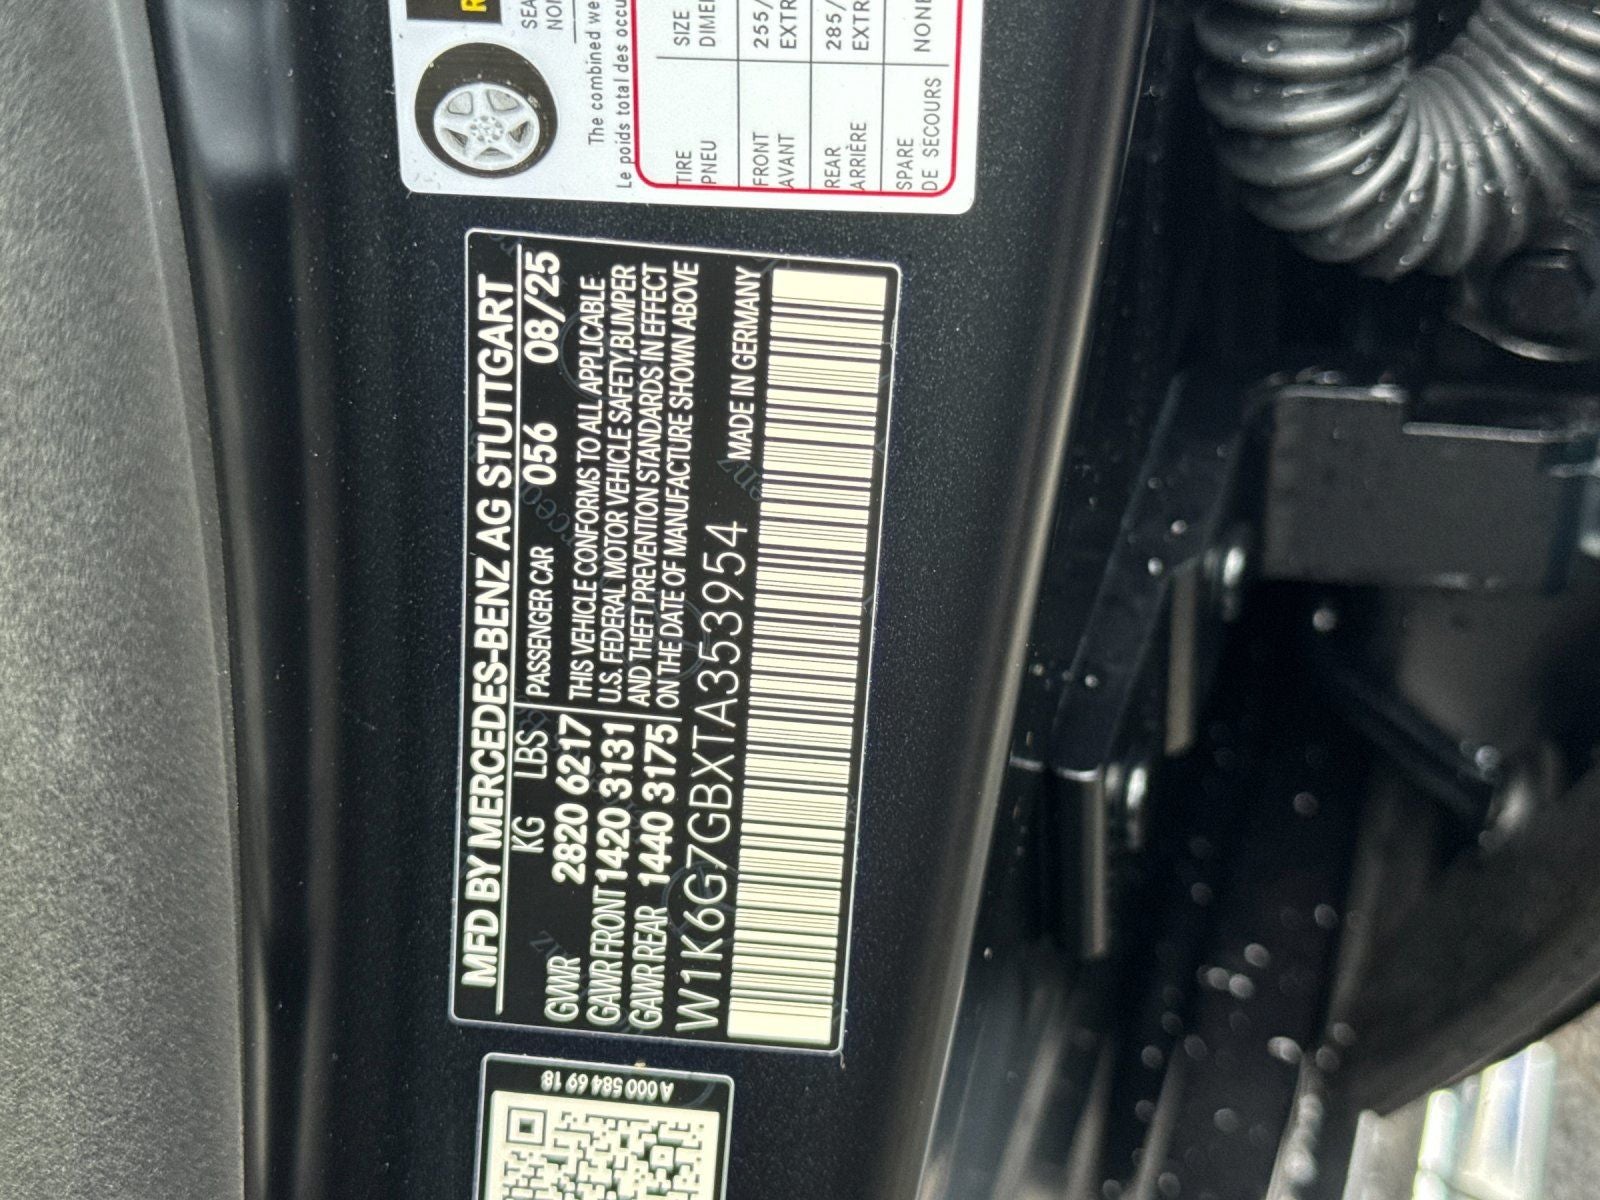 The combined we
Le poids total des occu
TIRE SIZE
PNEU
FRONT 255/
AVANT EXTR
REAR 285/
ARRIÈRE EXTR
SPARE NONE
DE SECOURS
MFD BY MERCEDES-BENZ AG STUTTGART
KG LBS PASSENGER CAR 056 08/25
GWR 2820 6217 THIS VEHICLE CONFORMS TO ALL APPLICABLE
GAWR FRONT 1420 3131 U.S. FEDERAL MOTOR VEHICLE SAFETY,BUMPER
GAWR REAR 1440 3175 AND THEFT PREVENTION STANDARDS IN EFFECT
ON THE DATE OF MANUFACTURE SHOWN ABOVE
W1K6G7GBXTA353954 MADE IN GERMANY
A 000 584 69 18